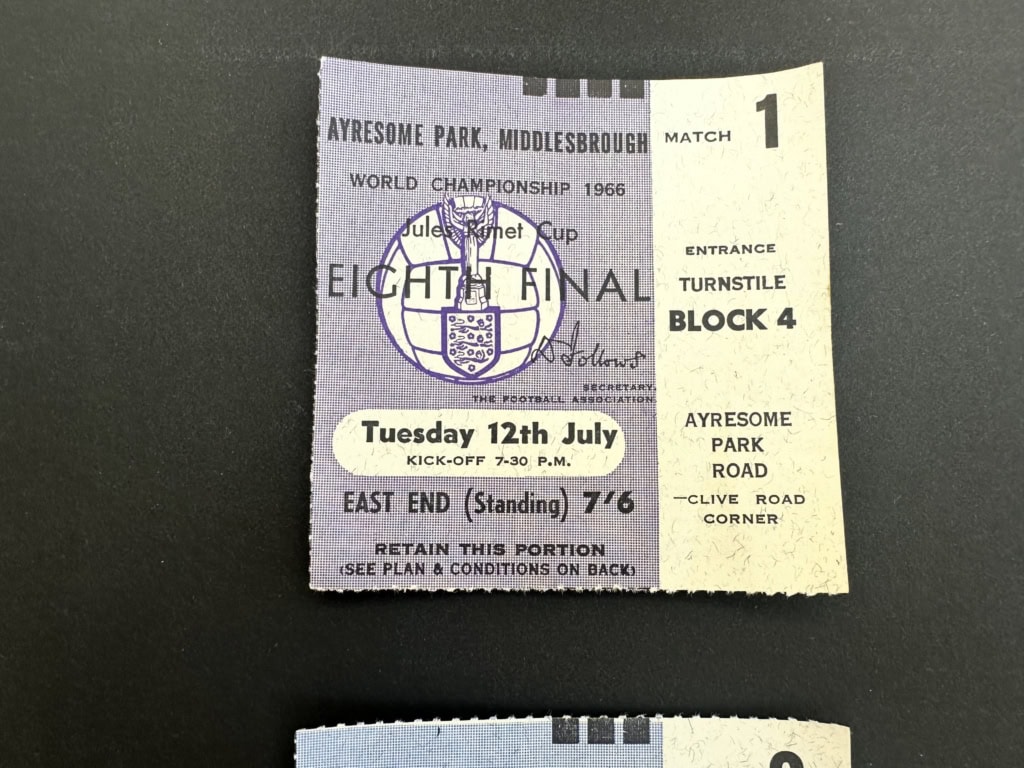 AYRESOME PARK, MIDDLESBROUGH
WORLD CHAMPIONSHIP 1966
Jules Rimet Cup
EIGHTH FINAL
D Follows
SECRETARY,
THE FOOTBALL ASSOCIATION
Tuesday 12th July
KICK-OFF 7-30 P.M.
EAST END (Standing) 7'6
RETAIN THIS PORTION
(SEE PLAN & CONDITIONS ON BACK)
MATCH 1
ENTRANCE
TURNSTILE
BLOCK 4
AYRESOME
PARK
ROAD
—CLIVE ROAD
CORNER